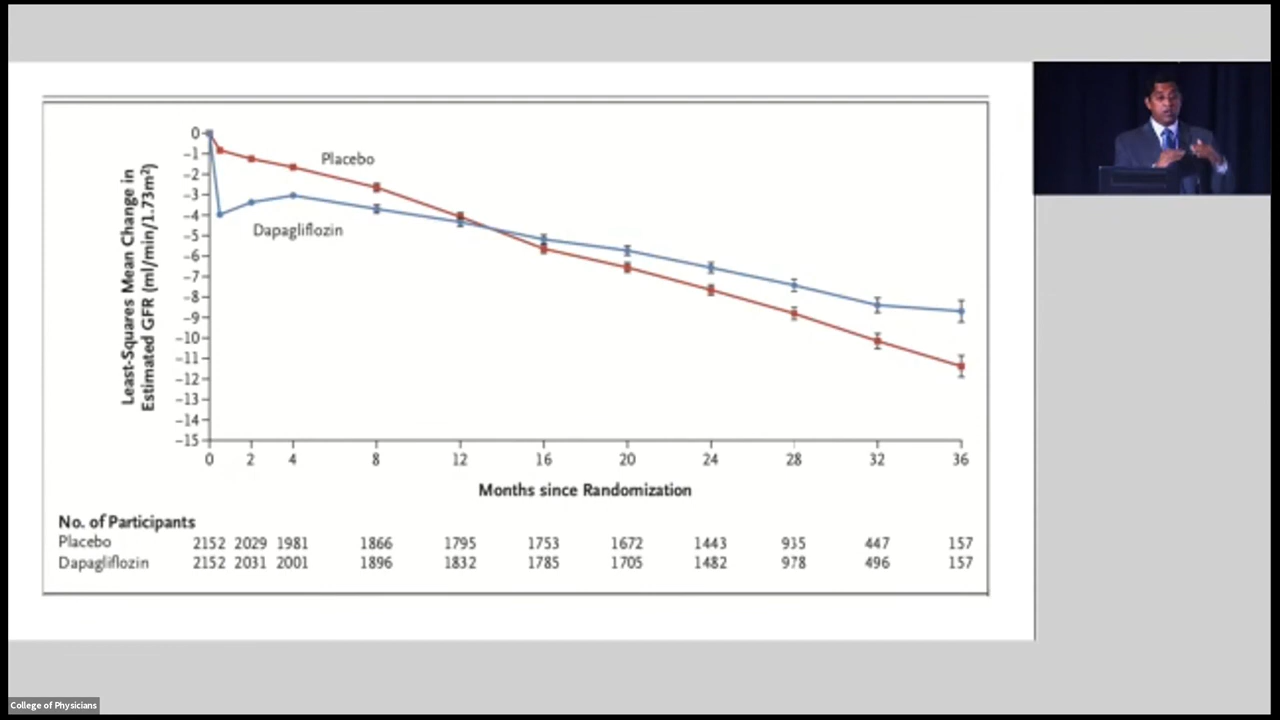 Least-Squares Mean Change in
Estimated GFR (ml/min/1.73m²)
0
−1
−2
−3
−4
−5
−6
−7
−8
−9
−10
−11
−12
−13
−14
−15
Placebo
Dapagliflozin
0 2 4 8 12 16 20 24 28 32 36
Months since Randomization
No. of Participants
Placebo 2152 2029 1981 1866 1795 1753 1672 1443 935 447 157
Dapagliflozin 2152 2031 2001 1896 1832 1785 1705 1482 978 496 157
College of Physicians